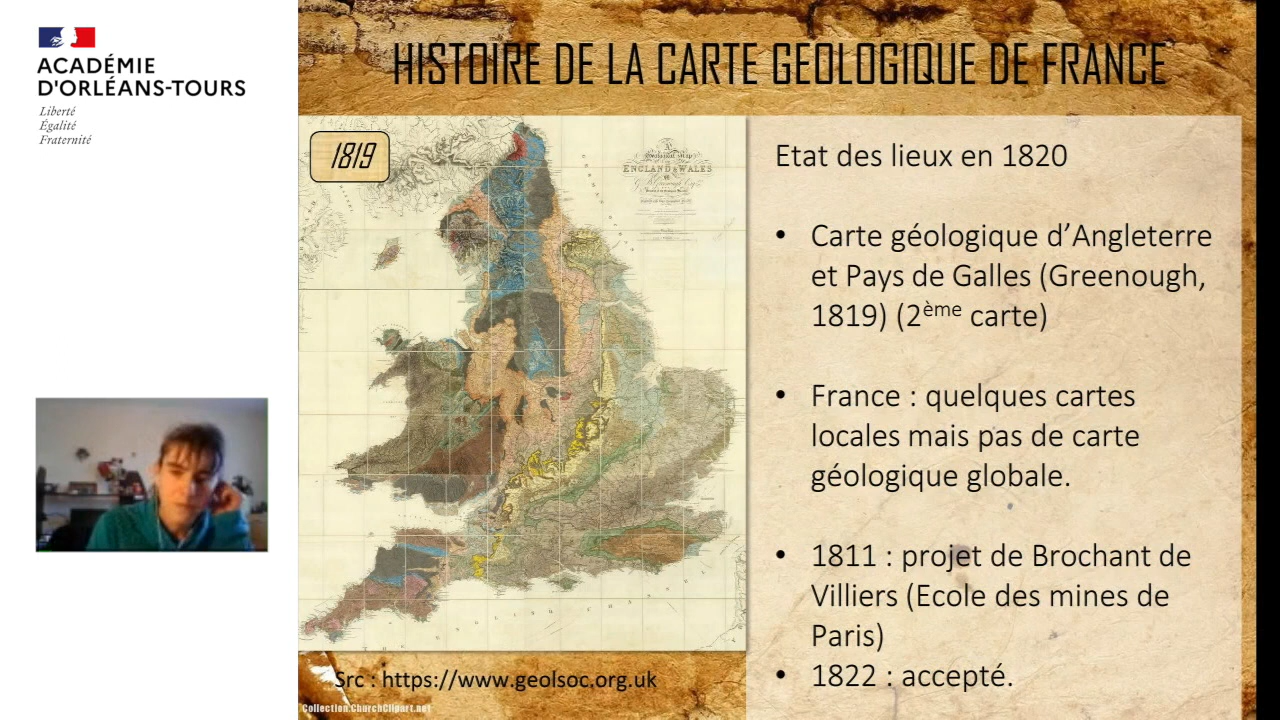 ACADÉMIE
D'ORLÉANS-TOURS
Liberté
Égalité
Fraternité
HISTOIRE DE LA CARTE GEOLOGIQUE DE FRANCE
1819
ENGLAND & WALES
Etat des lieux en 1820
• Carte géologique d’Angleterre
et Pays de Galles (Greenough,
1819) (2ème carte)
• France : quelques cartes
locales mais pas de carte
géologique globale.
• 1811 : projet de Brochant de
Villiers (Ecole des mines de
Paris)
• 1822 : accepté.
Src : https://www.geolsoc.org.uk
Collection.ChurchClipart.net